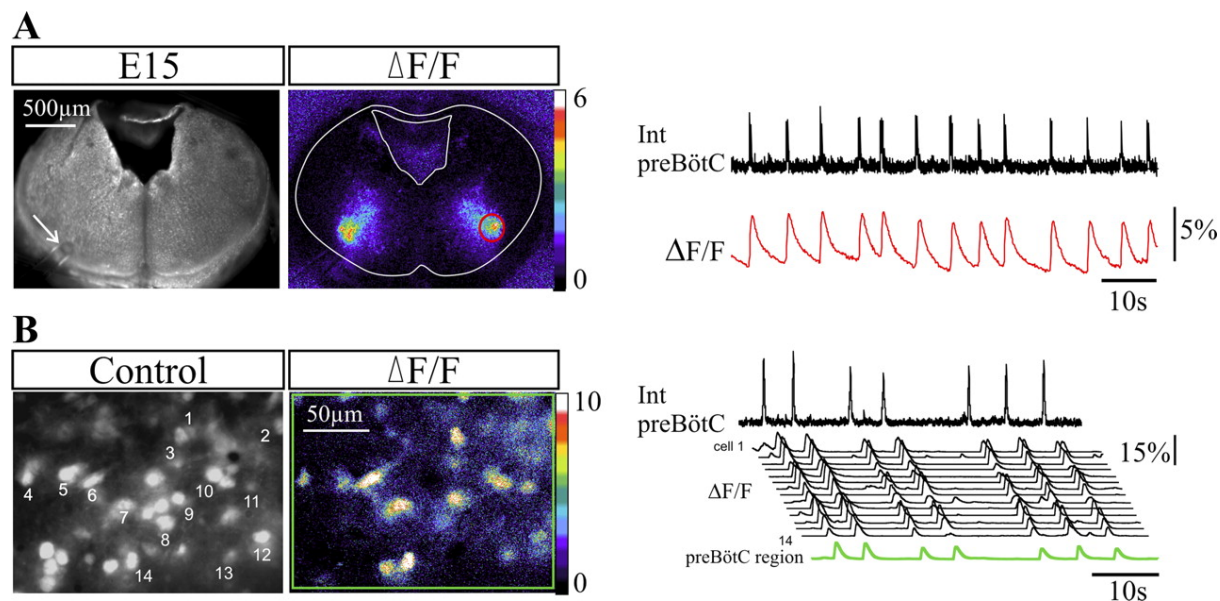 A
E15
ΔF/F
500μm
6
0
Int
preBötC
ΔF/F
5%
10s
B
Control
ΔF/F
1
2
3
4
5
6
10
11
7
9
8
12
14
13
50μm
10
0
Int
preBötC
cell 1
15%
ΔF/F
14
preBötC region
10s